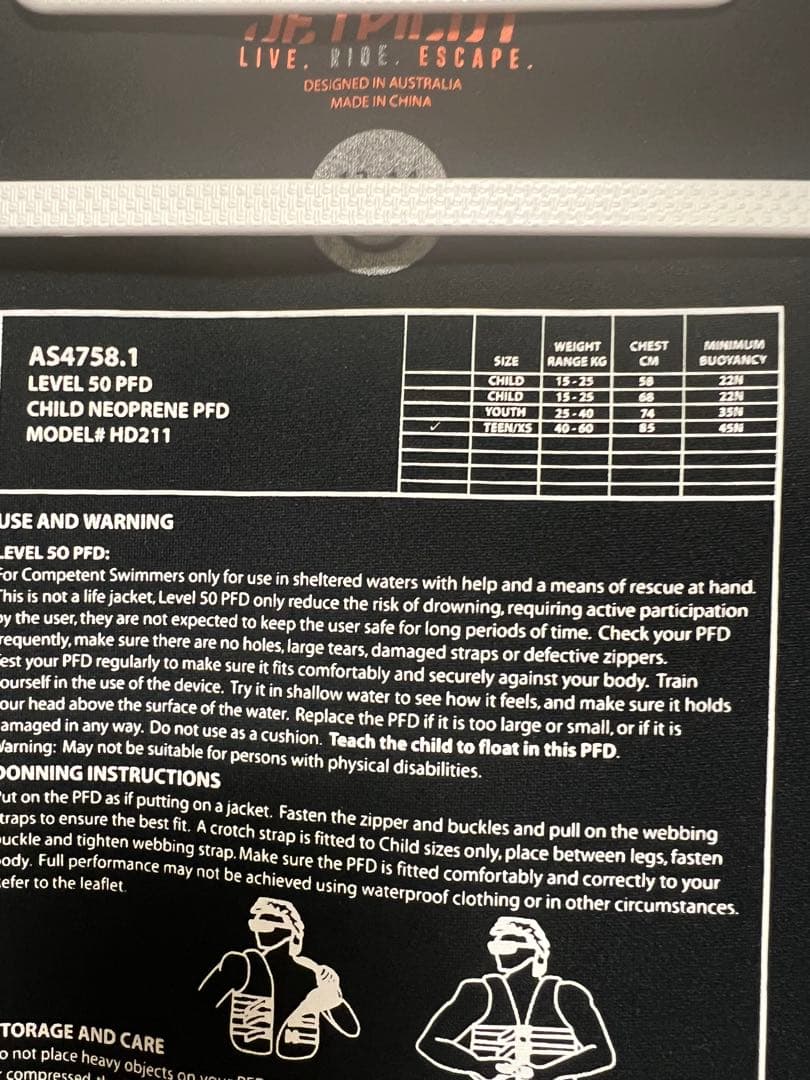 JETPILOT
LIVE. RIDE. ESCAPE.
DESIGNED IN AUSTRALIA
MADE IN CHINA
AS4758.1
LEVEL 50 PFD
CHILD NEOPRENE PFD
MODEL# HD211
SIZE WEIGHT RANGE KG CHEST CM MINIMUM BUOYANCY
CHILD 15-25 58 22N
CHILD 15-25 68 22N
YOUTH 25-40 74 35N
✓ TEEN/XS 40-60 85 45N
USE AND WARNING
LEVEL 50 PFD:
For Competent Swimmers only for use in sheltered waters with help and a means of rescue at hand.
This is not a life jacket, Level 50 PFD only reduce the risk of drowning, requiring active participation
by the user, they are not expected to keep the user safe for long periods of time. Check your PFD
requently, make sure there are no holes, large tears, damaged straps or defective zippers.
est your PFD regularly to make sure it fits comfortably and securely against your body. Train
ourself in the use of the device. Try it in shallow water to see how it feels, and make sure it holds
our head above the surface of the water. Replace the PFD if it is too large or small, or if it is
amaged in any way. Do not use as a cushion. Teach the child to float in this PFD.
Warning: May not be suitable for persons with physical disabilities.
DONNING INSTRUCTIONS
Put on the PFD as if putting on a jacket. Fasten the zipper and buckles and pull on the webbing
traps to ensure the best fit. A crotch strap is fitted to Child sizes only, place between legs, fasten
buckle and tighten webbing strap. Make sure the PFD is fitted comfortably and correctly to your
ody. Full performance may not be achieved using waterproof clothing or in other circumstances.
efer to the leaflet.
TORAGE AND CARE
o not place heavy objects on your PFD
compressed